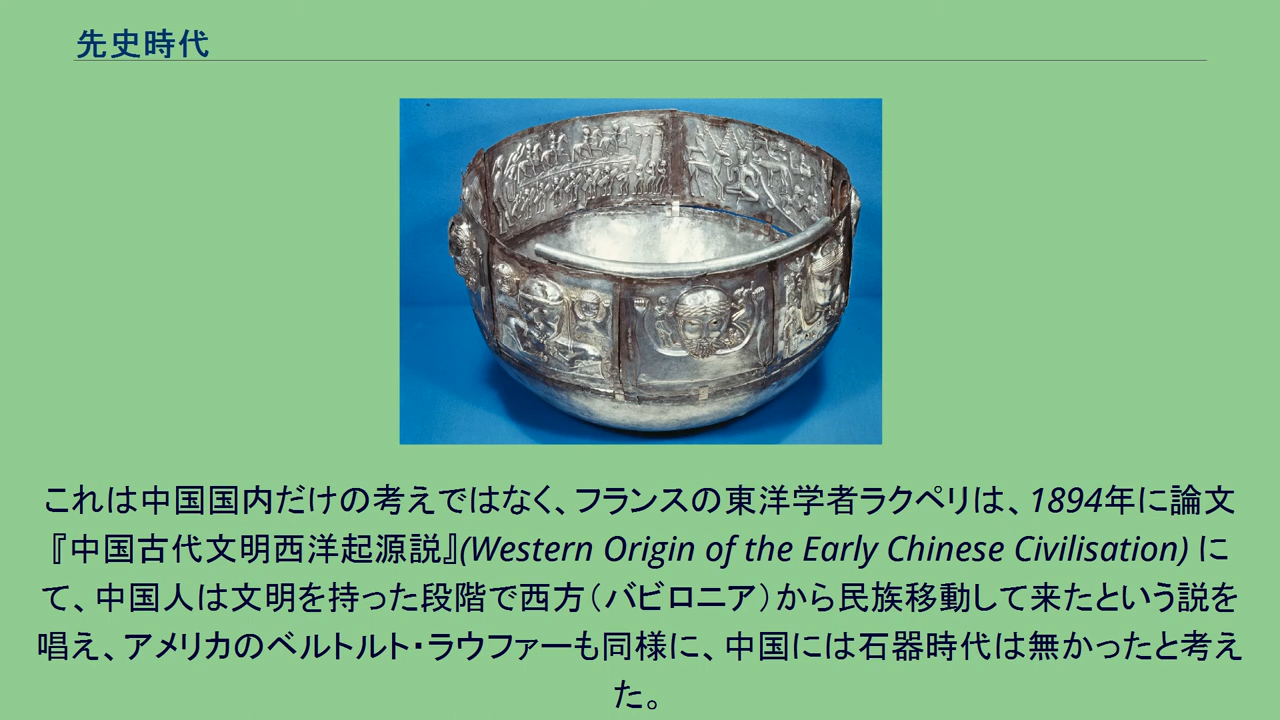 先史時代
これは中国国内だけの考えではなく、フランスの東洋学者ラクペリは、1894年に論文
『中国古代文明西洋起源説』(Western Origin of the Early Chinese Civilisation) に
て、中国人は文明を持った段階で西方（バビロニア）から民族移動して来たという説を
唱え、アメリカのベルトルト・ラウファーも同様に、中国には石器時代は無かったと考え
た。